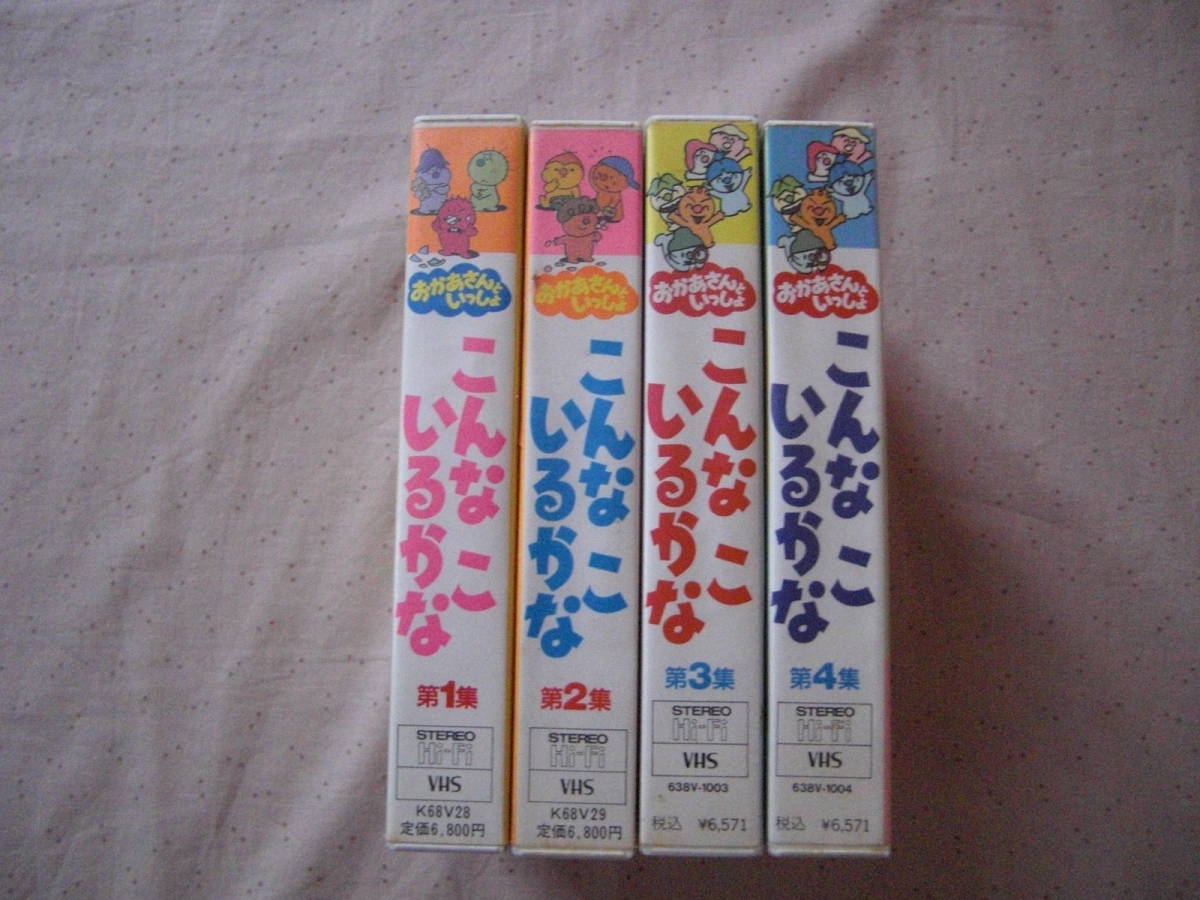 おかあさんと
いっしょ
こんな こ
いるかな
第1集
STEREO
Hi-Fi
VHS
K68V28
定価6,800円
おかあさんと
いっしょ
こんな こ
いるかな
第2集
STEREO
Hi-Fi
VHS
K68V29
定価6,800円
おかあさんと
いっしょ
こんな こ
いるかな
第3集
STEREO
Hi-Fi
VHS
638V-1003
税込 ¥6,571
おかあさんと
いっしょ
こんな こ
いるかな
第4集
STEREO
Hi-Fi
VHS
638V-1004
税込 ¥6,571